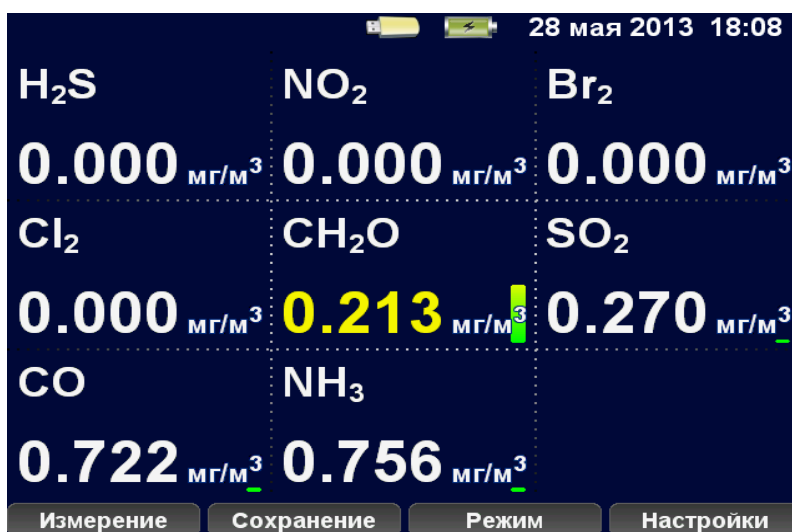 28 мая 2013 18:08
H₂S NO₂ Br₂
0.000 мг/м³ 0.000 мг/м³ 0.000 мг/м³
Cl₂ CH₂O SO₂
0.000 мг/м³ 0.213 мг/м³ 0.270 мг/м³
CO NH₃
0.722 мг/м³ 0.756 мг/м³
Измерение Сохранение Режим Настройки